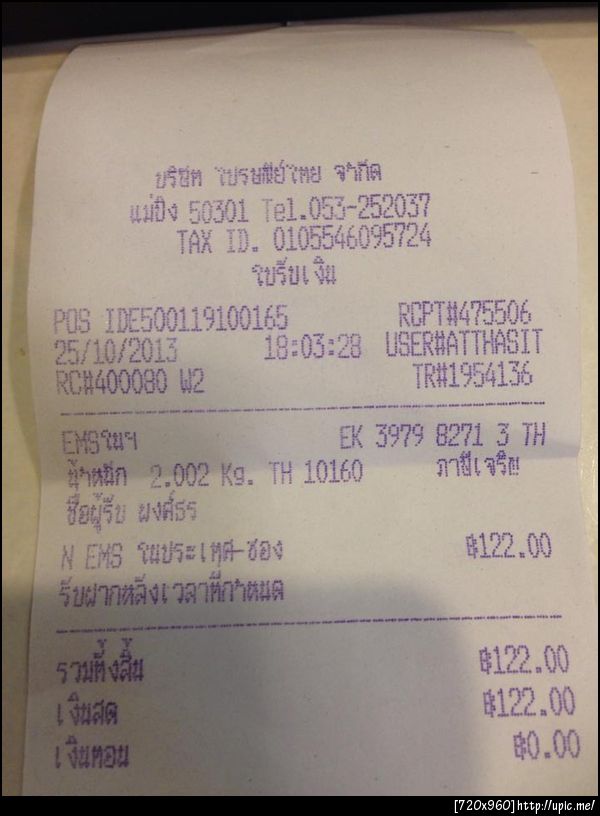 บริษัท ไปรษณีย์ไทย จำกัด
แม่ปิง 50301 Tel.053-252037
TAX ID. 0105546095724
ใบรับเงิน
POS IDE500119100165 RCPT#475506
25/10/2013 18:03:28 USER#ATTHASIT
RC#400080 W2 TR#1954136
EMSในฯ EK 3979 8271 3 TH
น้ำหนัก 2.002 Kg. TH 10160 ภาษีเจริญ
ชื่อผู้รับ ผงศ์ธร
N EMS ในประเทศ-ซอง ฿122.00
รับฝากหลังเวลาที่กำหนด
รวมทั้งสิ้น ฿122.00
เงินสด ฿122.00
เงินทอน ฿0.00
[720x960]http://upic.me/